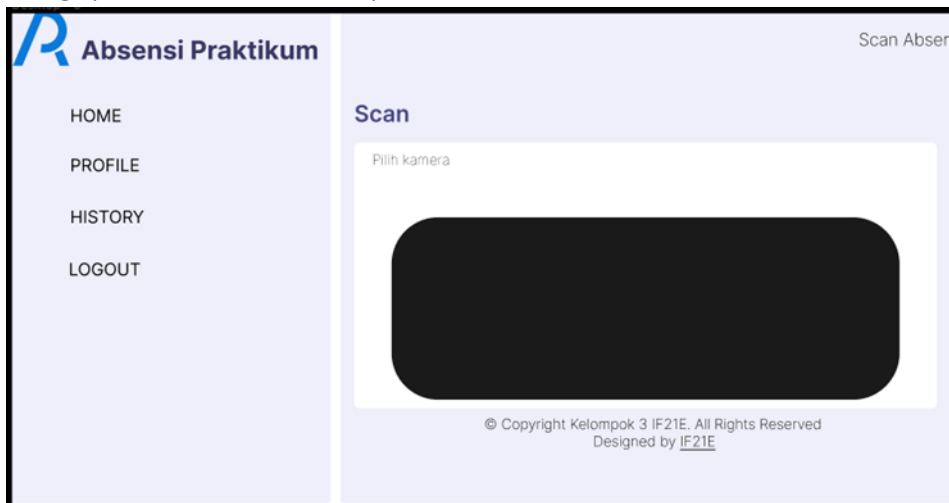 Absensi Praktikum
Scan Absen
HOME
PROFILE
HISTORY
LOGOUT
Scan
Pilih kamera
© Copyright Kelompok 3 IF21E. All Rights Reserved
Designed by IF21E